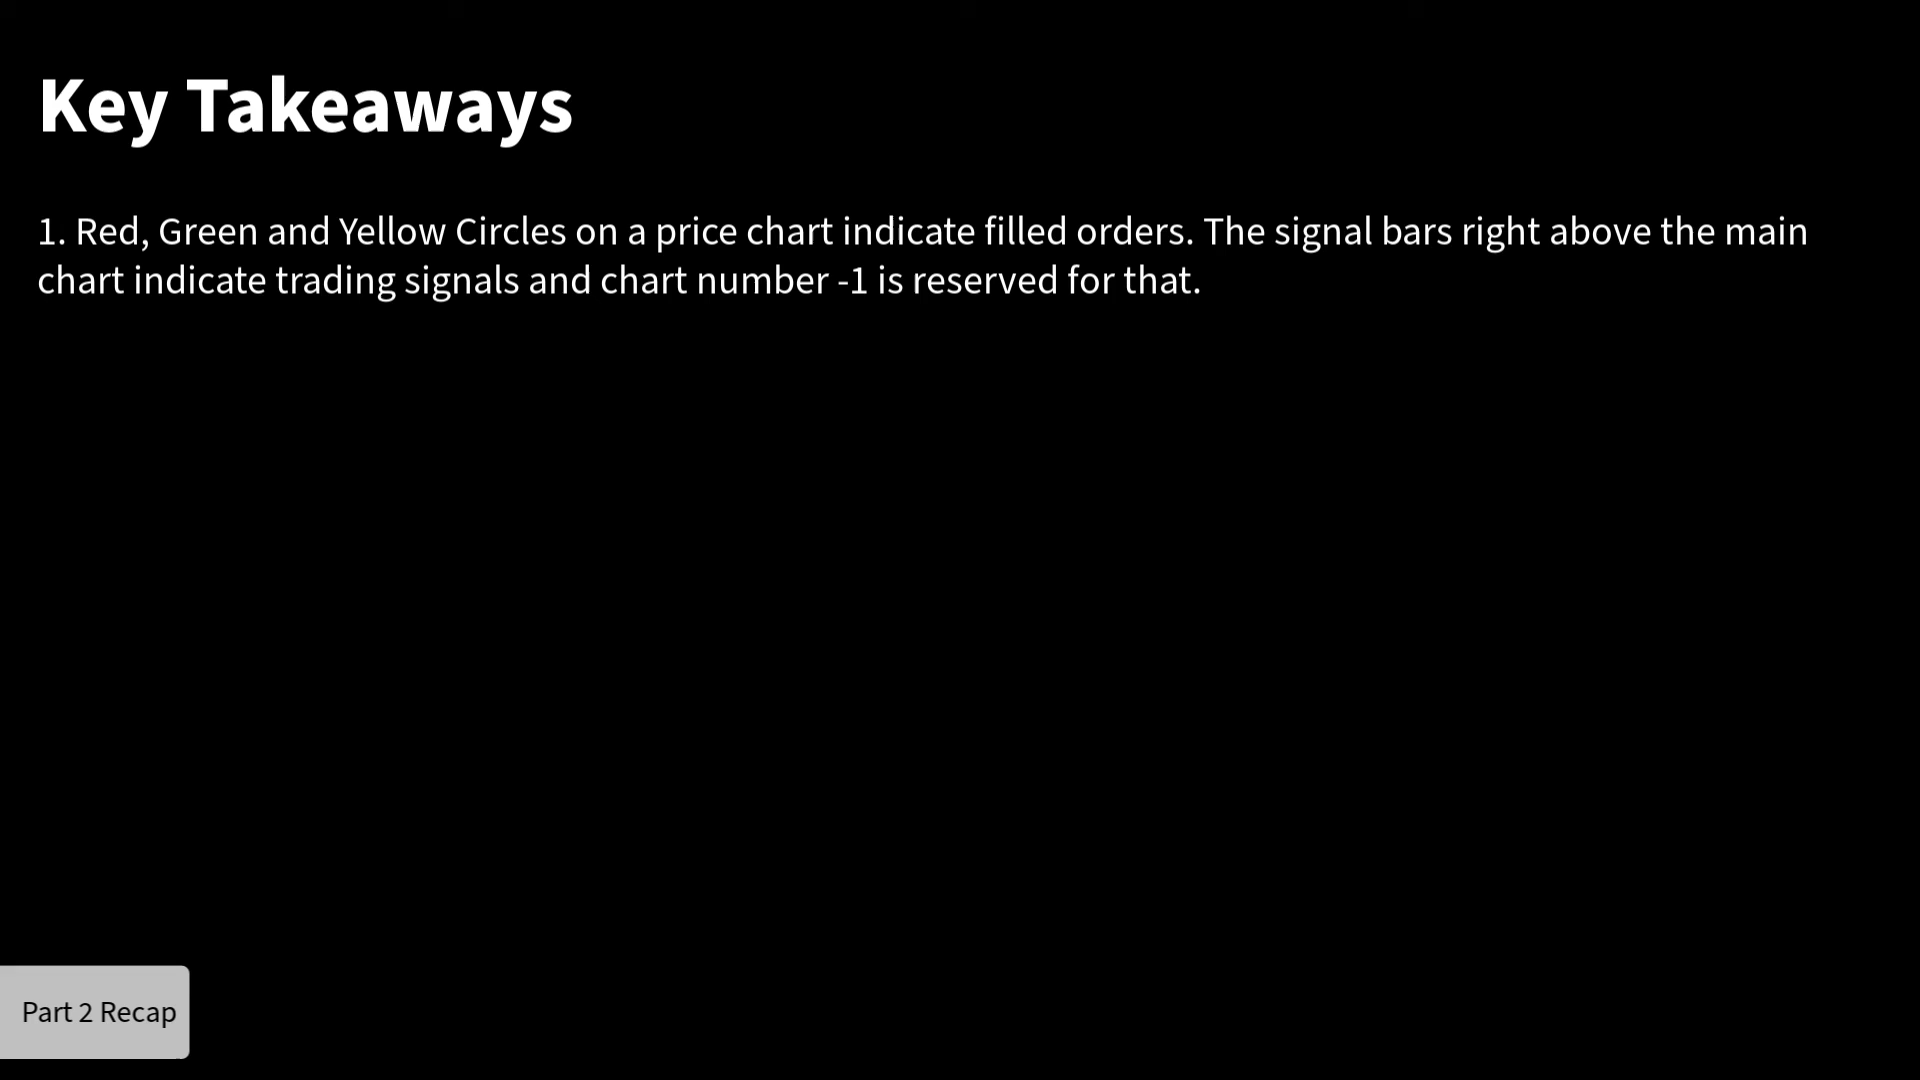 Key Takeaways
1. Red, Green and Yellow Circles on a price chart indicate filled orders. The signal bars right above the main
chart indicate trading signals and chart number -1 is reserved for that.
Part 2 Recap